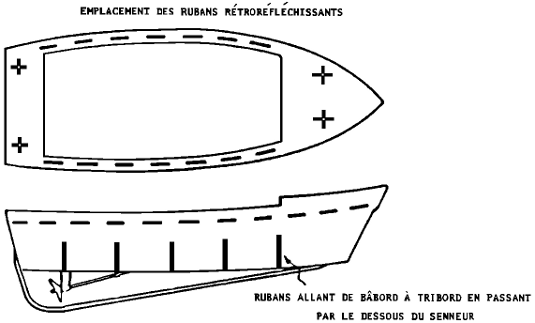 EMPLACEMENT DES RUBANS RÉTRORÉFLÉCHISSANTS
RUBANS ALLANT DE BÂBORD À TRIBORD EN PASSANT
PAR LE DESSOUS DU SENNEUR